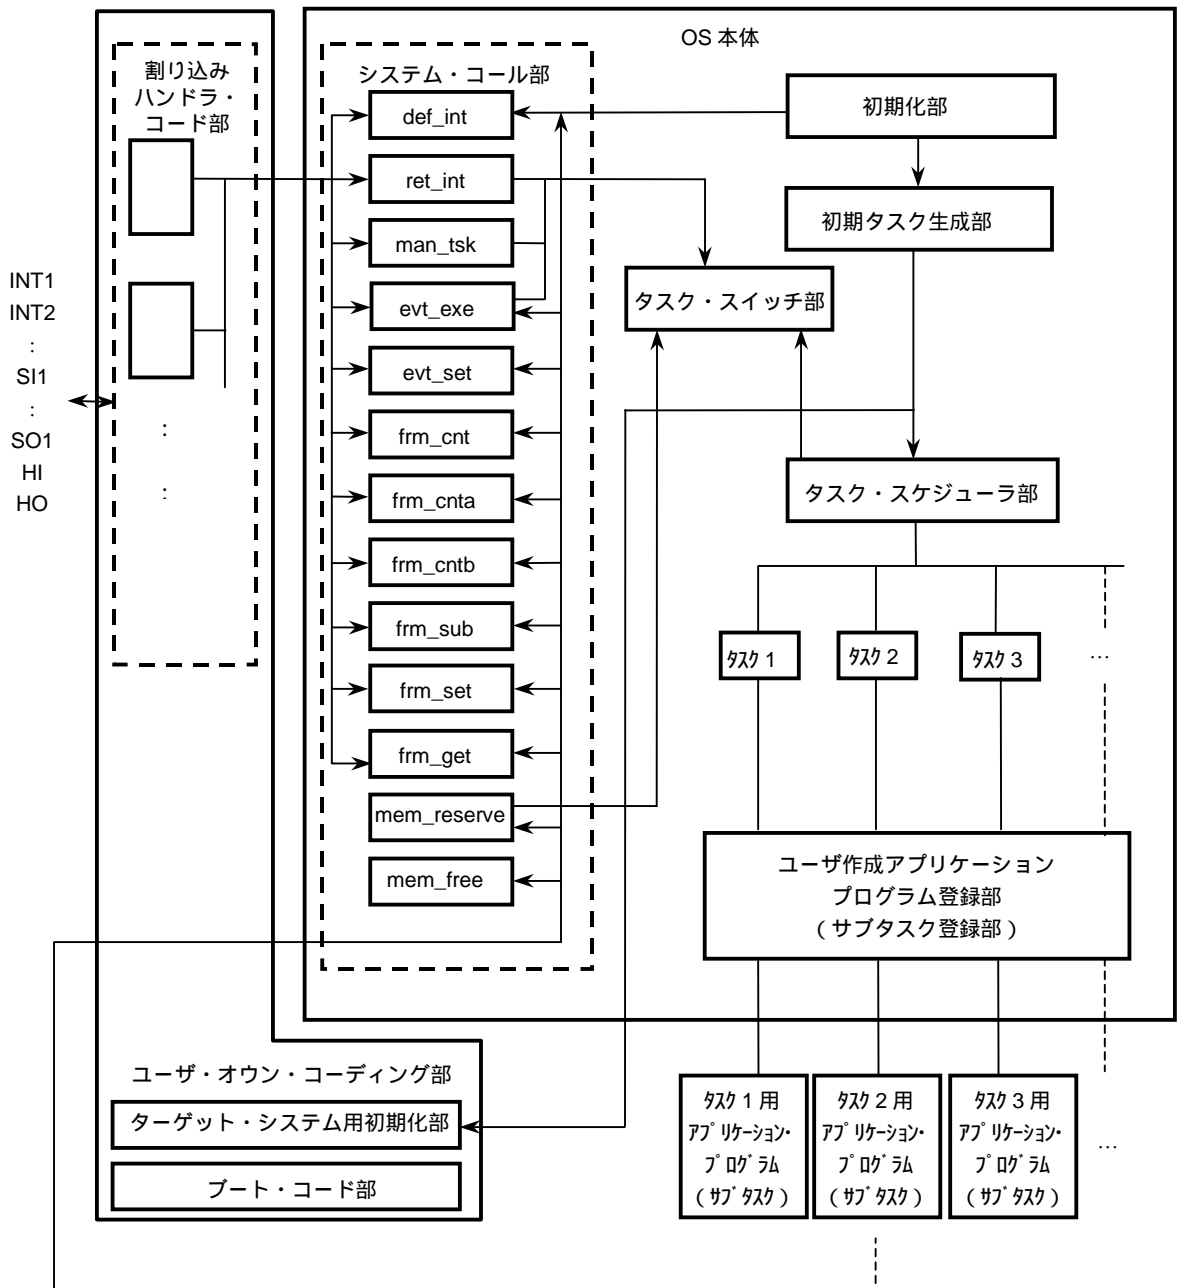 OS 本体
割り込み
ハンドラ・
コード部
システム・コール部
def_int
ret_int
man_tsk
evt_exe
evt_set
frm_cnt
frm_cnta
frm_cntb
frm_sub
frm_set
frm_get
mem_reserve
mem_free
初期化部
初期タスク生成部
タスク・スイッチ部
タスク・スケジューラ部
INT1
INT2
:
SI1
:
SO1
HI
HO
:
:
ﾀｽｸ 1
ﾀｽｸ 2
ﾀｽｸ 3
…
ユーザ作成アプリケーション
プログラム登録部
(サブタスク登録部)
ユーザ・オウン・コーディング部
ターゲット・システム用初期化部
ブート・コード部
ﾀｽｸ 1 用
ｱﾌﾟﾘｹｰｼｮﾝ・
ﾌﾟﾛｸﾞﾗﾑ
(ｻﾌﾞﾀｽｸ)
ﾀｽｸ 2 用
ｱﾌﾟﾘｹｰｼｮﾝ・
ﾌﾟﾛｸﾞﾗﾑ
(ｻﾌﾞﾀｽｸ)
ﾀｽｸ 3 用
ｱﾌﾟﾘｹｰｼｮﾝ・
ﾌﾟﾛｸﾞﾗﾑ
(ｻﾌﾞﾀｽｸ)
…